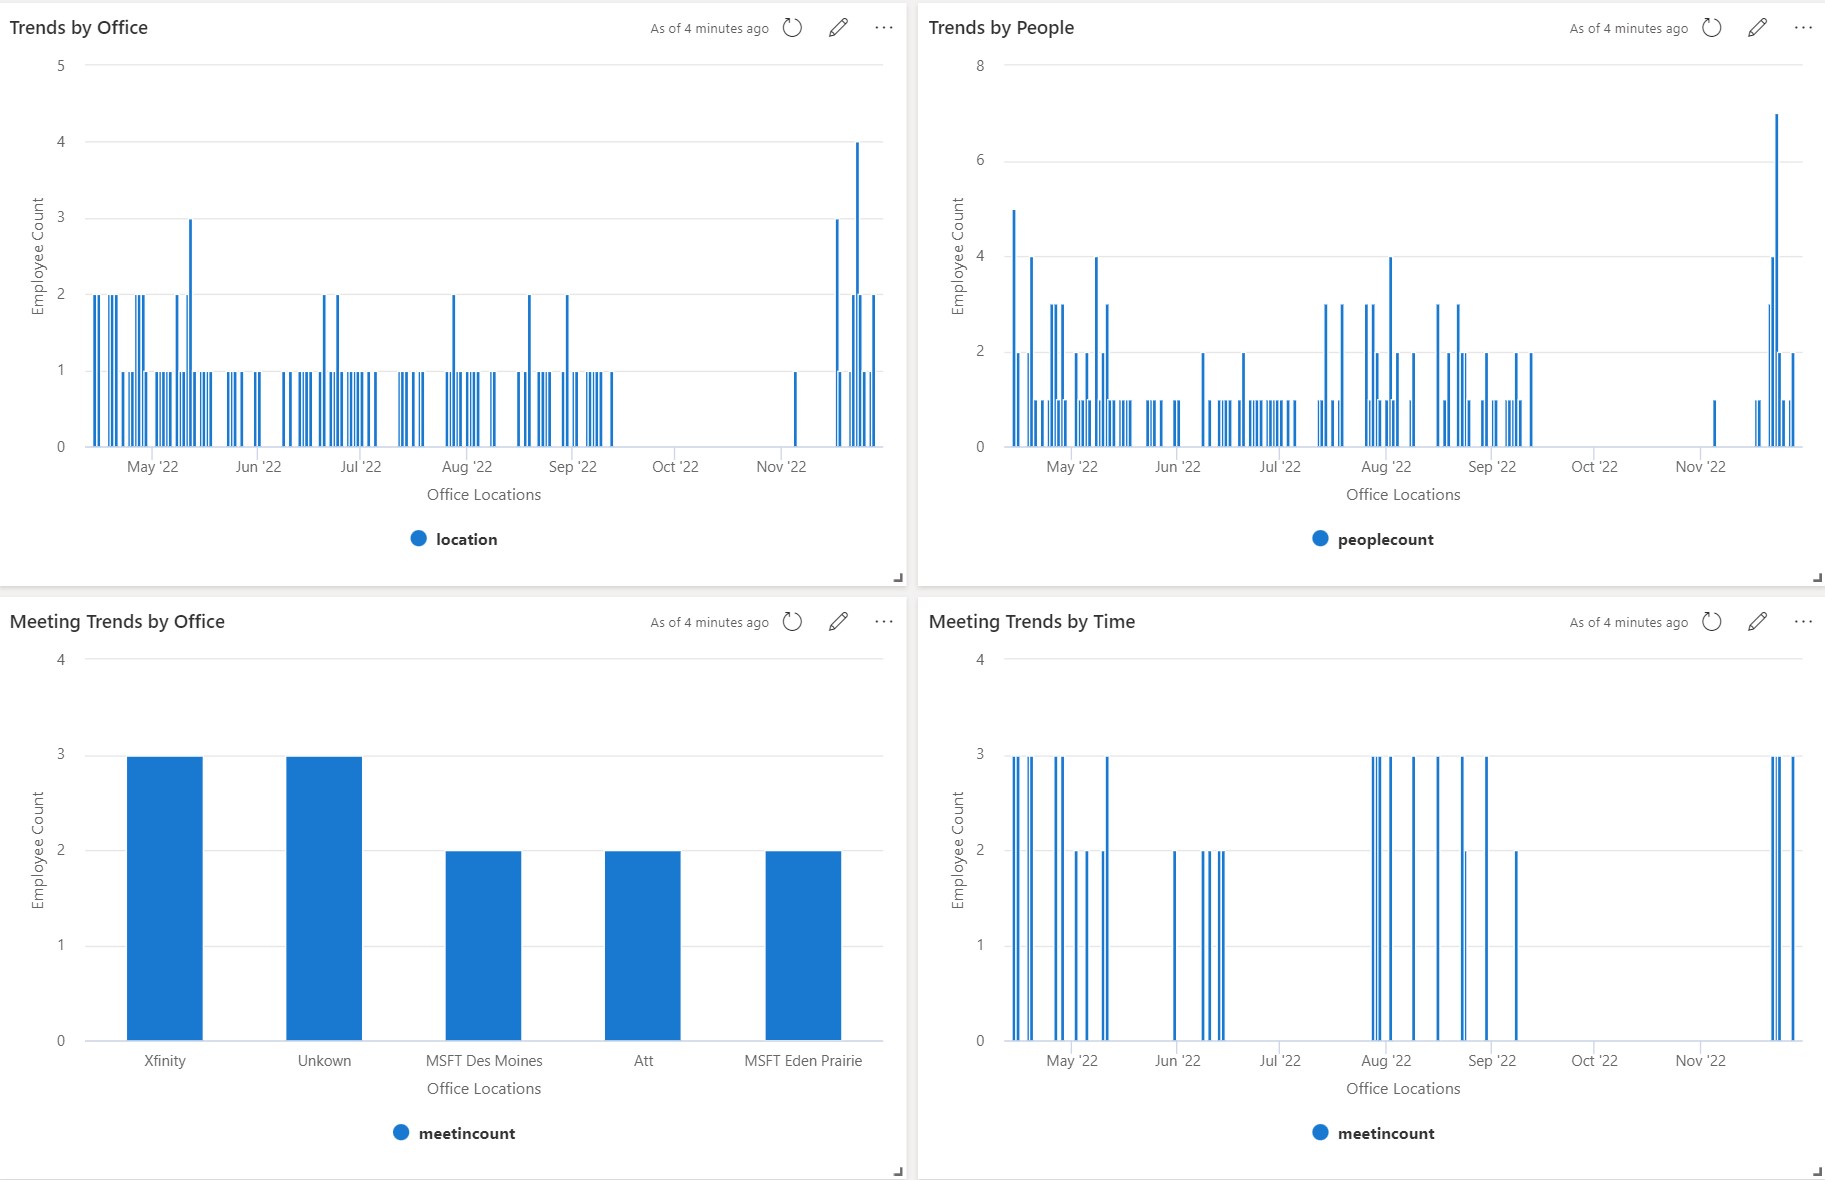 Trends by Office
As of 4 minutes ago
5
4
3
2
1
0
Employee Count
May '22
Jun '22
Jul '22
Aug '22
Sep '22
Oct '22
Nov '22
Office Locations
location
Trends by People
As of 4 minutes ago
8
6
4
2
0
Employee Count
May '22
Jun '22
Jul '22
Aug '22
Sep '22
Oct '22
Nov '22
Office Locations
peoplecount
Meeting Trends by Office
As of 4 minutes ago
4
3
2
1
0
Employee Count
Xfinity
Unkown
MSFT Des Moines
Att
MSFT Eden Prairie
Office Locations
meetincount
Meeting Trends by Time
As of 4 minutes ago
4
3
2
1
0
Employee Count
May '22
Jun '22
Jul '22
Aug '22
Sep '22
Oct '22
Nov '22
Office Locations
meetincount